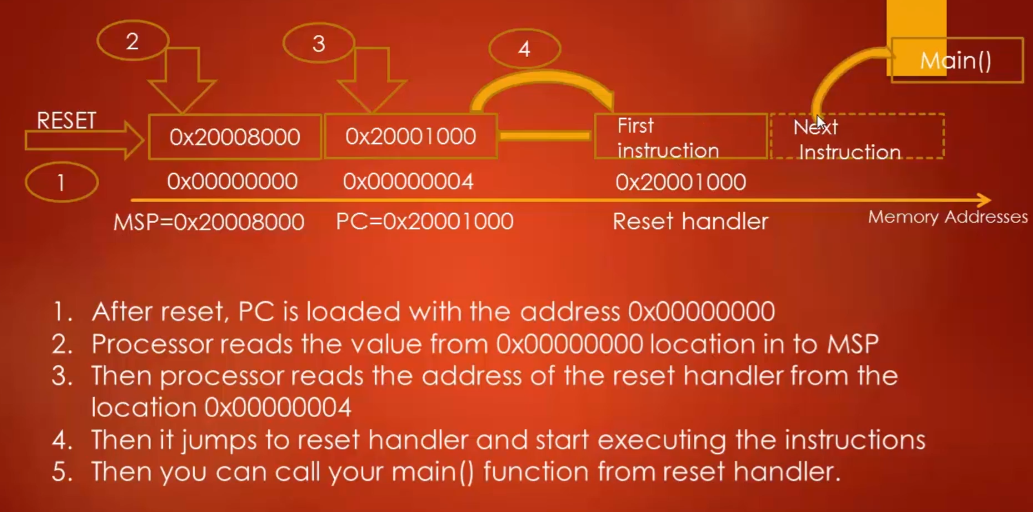 Main()
2
3
4
RESET
0x20008000
0x20001000
First
instruction
Next
Instruction
1
0x00000000
0x00000004
0x20001000
MSP=0x20008000
PC=0x20001000
Reset handler
Memory Addresses
1. After reset, PC is loaded with the address 0x00000000
2. Processor reads the value from 0x00000000 location in to MSP
3. Then processor reads the address of the reset handler from the
location 0x00000004
4. Then it jumps to reset handler and start executing the instructions
5. Then you can call your main() function from reset handler.